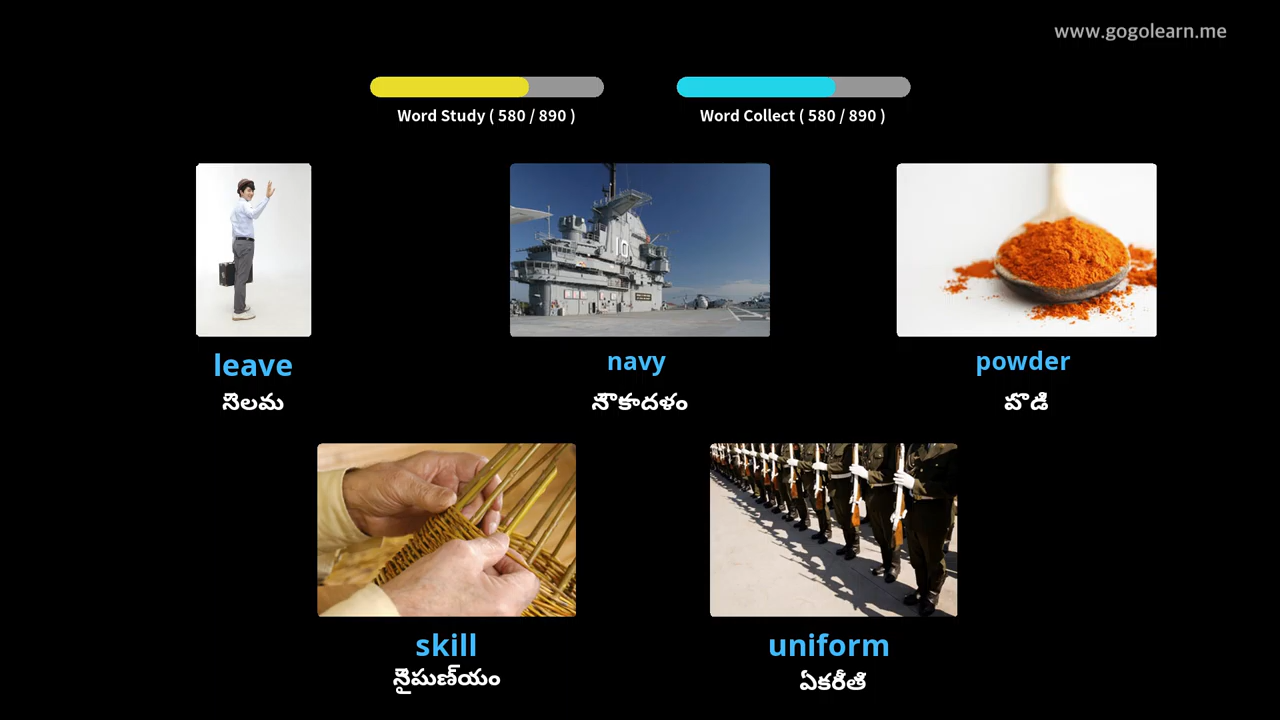 www.gogolearn.me
Word Study ( 580 / 890 )
Word Collect ( 580 / 890 )
leave
navy
powder
సెలవు
నౌకాదళం
పొడి
skill
uniform
నైపుణ్యం
ఏకరీతి